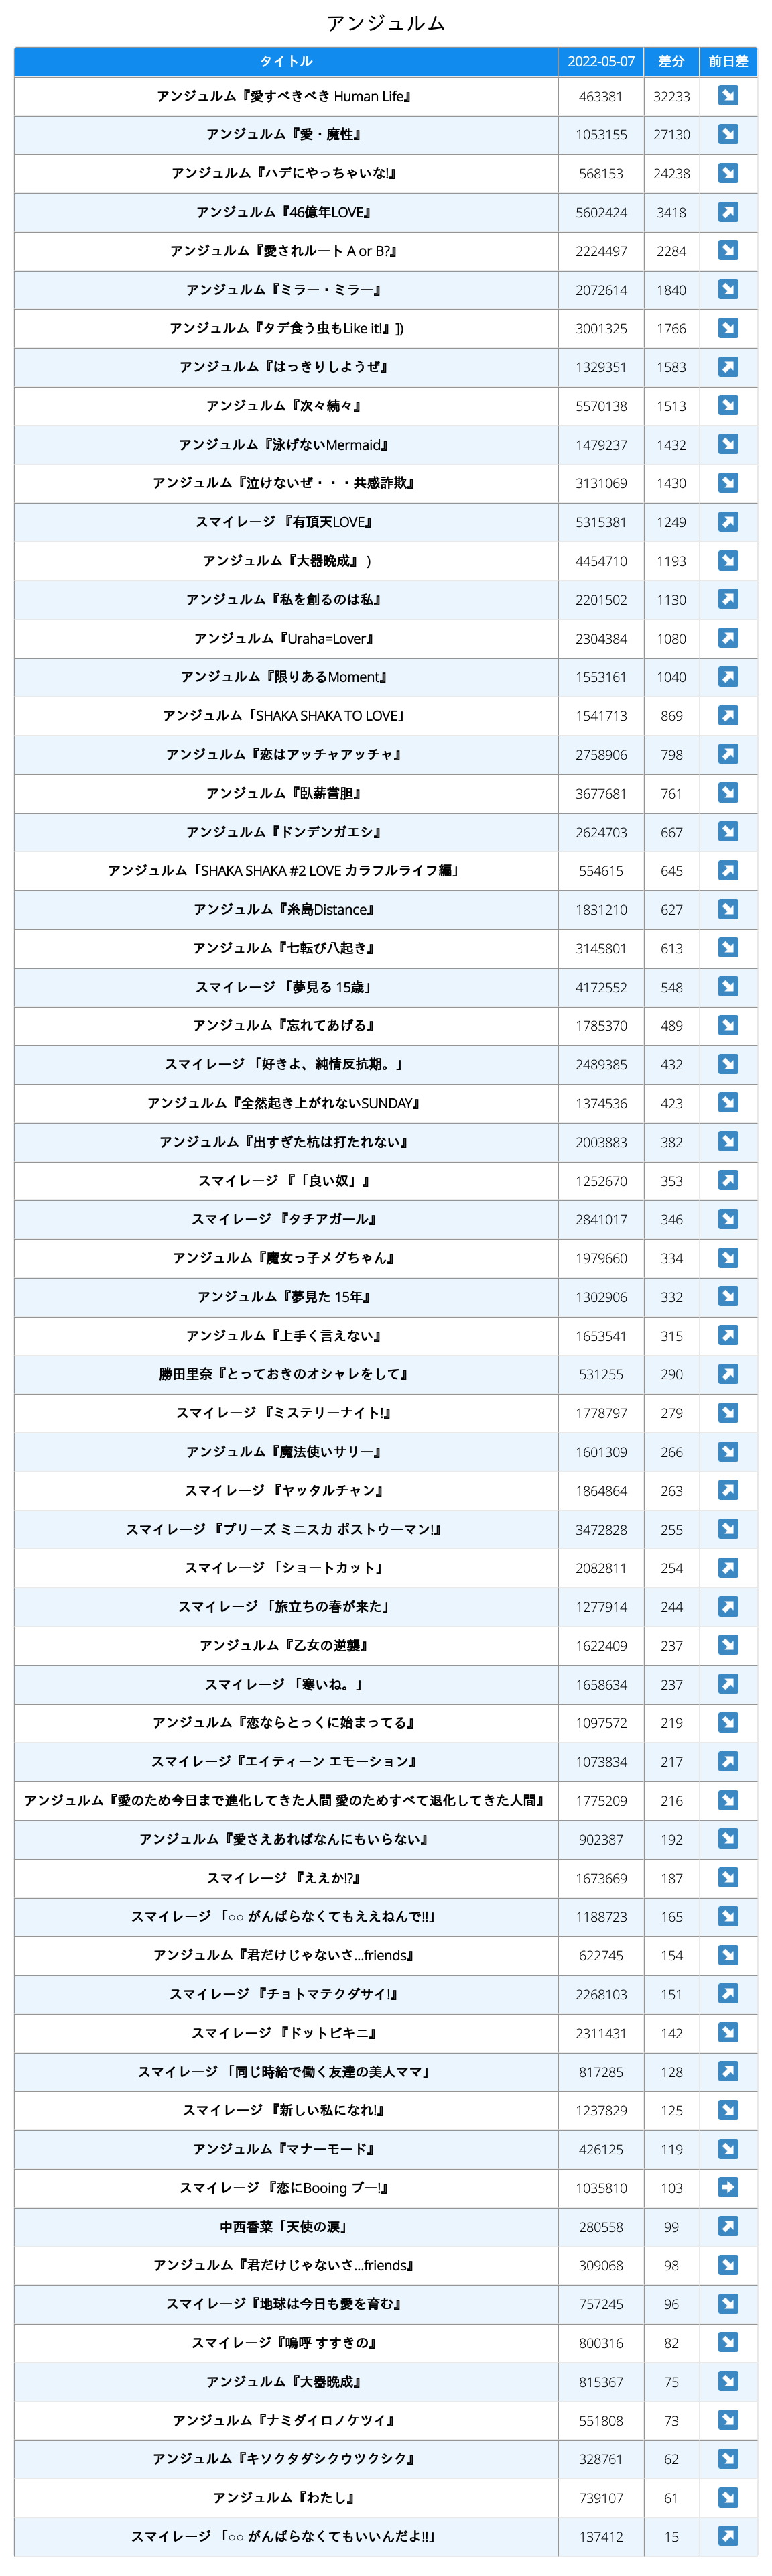 アンジュルム
タイトル 2022-05-07 差分 前日差
アンジュルム『愛すべきべき Human Life』 463381 32233 ↘
アンジュルム『愛・魔性』 1053155 27130 ↘
アンジュルム『ハデにやっちゃいな!』 568153 24238 ↘
アンジュルム『46億年LOVE』 5602424 3418 ↗
アンジュルム『愛されルート A or B?』 2224497 2284 ↘
アンジュルム『ミラー・ミラー』 2072614 1840 ↘
アンジュルム『タデ食う虫もLike it!』]) 3001325 1766 ↘
アンジュルム『はっきりしようぜ』 1329351 1583 ↗
アンジュルム『次々続々』 5570138 1513 ↘
アンジュルム『泳げないMermaid』 1479237 1432 ↘
アンジュルム『泣けないぜ・・・共感詐欺』 3131069 1430 ↘
スマイレージ 『有頂天LOVE』 5315381 1249 ↗
アンジュルム『大器晩成』 ) 4454710 1193 ↘
アンジュルム『私を創るのは私』 2201502 1130 ↗
アンジュルム『Uraha=Lover』 2304384 1080 ↗
アンジュルム『限りあるMoment』 1553161 1040 ↗
アンジュルム「SHAKA SHAKA TO LOVE」 1541713 869 ↗
アンジュルム『恋はアッチャアッチャ』 2758906 798 ↗
アンジュルム『臥薪嘗胆』 3677681 761 ↘
アンジュルム『ドンデンガエシ』 2624703 667 ↘
アンジュルム「SHAKA SHAKA #2 LOVE カラフルライフ編」 554615 645 ↗
アンジュルム『糸島Distance』 1831210 627 ↘
アンジュルム『七転び八起き』 3145801 613 ↘
スマイレージ 「夢見る 15歳」 4172552 548 ↘
アンジュルム『忘れてあげる』 1785370 489 ↘
スマイレージ 「好きよ、純情反抗期。」 2489385 432 ↘
アンジュルム『全然起き上がれないSUNDAY』 1374536 423 ↘
アンジュルム『出すぎた杭は打たれない』 2003883 382 ↘
スマイレージ 『「良い奴」』 1252670 353 ↗
スマイレージ 『タチアガール』 2841017 346 ↘
アンジュルム『魔女っ子メグちゃん』 1979660 334 ↘
アンジュルム『夢見た 15年』 1302906 332 ↘
アンジュルム『上手く言えない』 1653541 315 ↗
勝田里奈『とっておきのオシャレをして』 531255 290 ↗
スマイレージ 『ミステリーナイト!』 1778797 279 ↘
アンジュルム『魔法使いサリー』 1601309 266 ↘
スマイレージ 『ヤッタルチャン』 1864864 263 ↗
スマイレージ 『プリーズ ミニスカ ポストウーマン!』 3472828 255 ↘
スマイレージ 「ショートカット」 2082811 254 ↗
スマイレージ 「旅立ちの春が来た」 1277914 244 ↗
アンジュルム『乙女の逆襲』 1622409 237 ↘
スマイレージ 「寒いね。」 1658634 237 ↗
アンジュルム『恋ならとっくに始まってる』 1097572 219 ↘
スマイレージ『エイティーン エモーション』 1073834 217 ↗
アンジュルム『愛のため今日まで進化してきた人間 愛のためすべて退化してきた人間』 1775209 216 ↘
アンジュルム『愛さえあればなんにもいらない』 902387 192 ↘
スマイレージ 『ええか!?』 1673669 187 ↘
スマイレージ 「○○ がんばらなくてもええねんで!!」 1188723 165 ↘
アンジュルム『君だけじゃないさ...friends』 622745 154 ↘
スマイレージ 『チョトマテクダサイ!』 2268103 151 ↗
スマイレージ 『ドットビキニ』 2311431 142 ↘
スマイレージ 「同じ時給で働く友達の美人ママ」 817285 128 ↗
スマイレージ 『新しい私になれ!』 1237829 125 ↘
アンジュルム『マナーモード』 426125 119 ↘
スマイレージ 『恋にBooing ブー!』 1035810 103 ➡
中西香菜「天使の涙」 280558 99 ↗
アンジュルム『君だけじゃないさ...friends』 309068 98 ↘
スマイレージ『地球は今日も愛を育む』 757245 96 ↘
スマイレージ『嗚呼 すすきの』 800316 82 ↘
アンジュルム『大器晩成』 815367 75 ↘
アンジュルム『ナミダイロノケツイ』 551808 73 ↘
アンジュルム『キソクタダシクウツクシク』 328761 62 ↘
アンジュルム『わたし』 739107 61 ↘
スマイレージ 「○○ がんばらなくてもいいんだよ!!」 137412 15 ↗